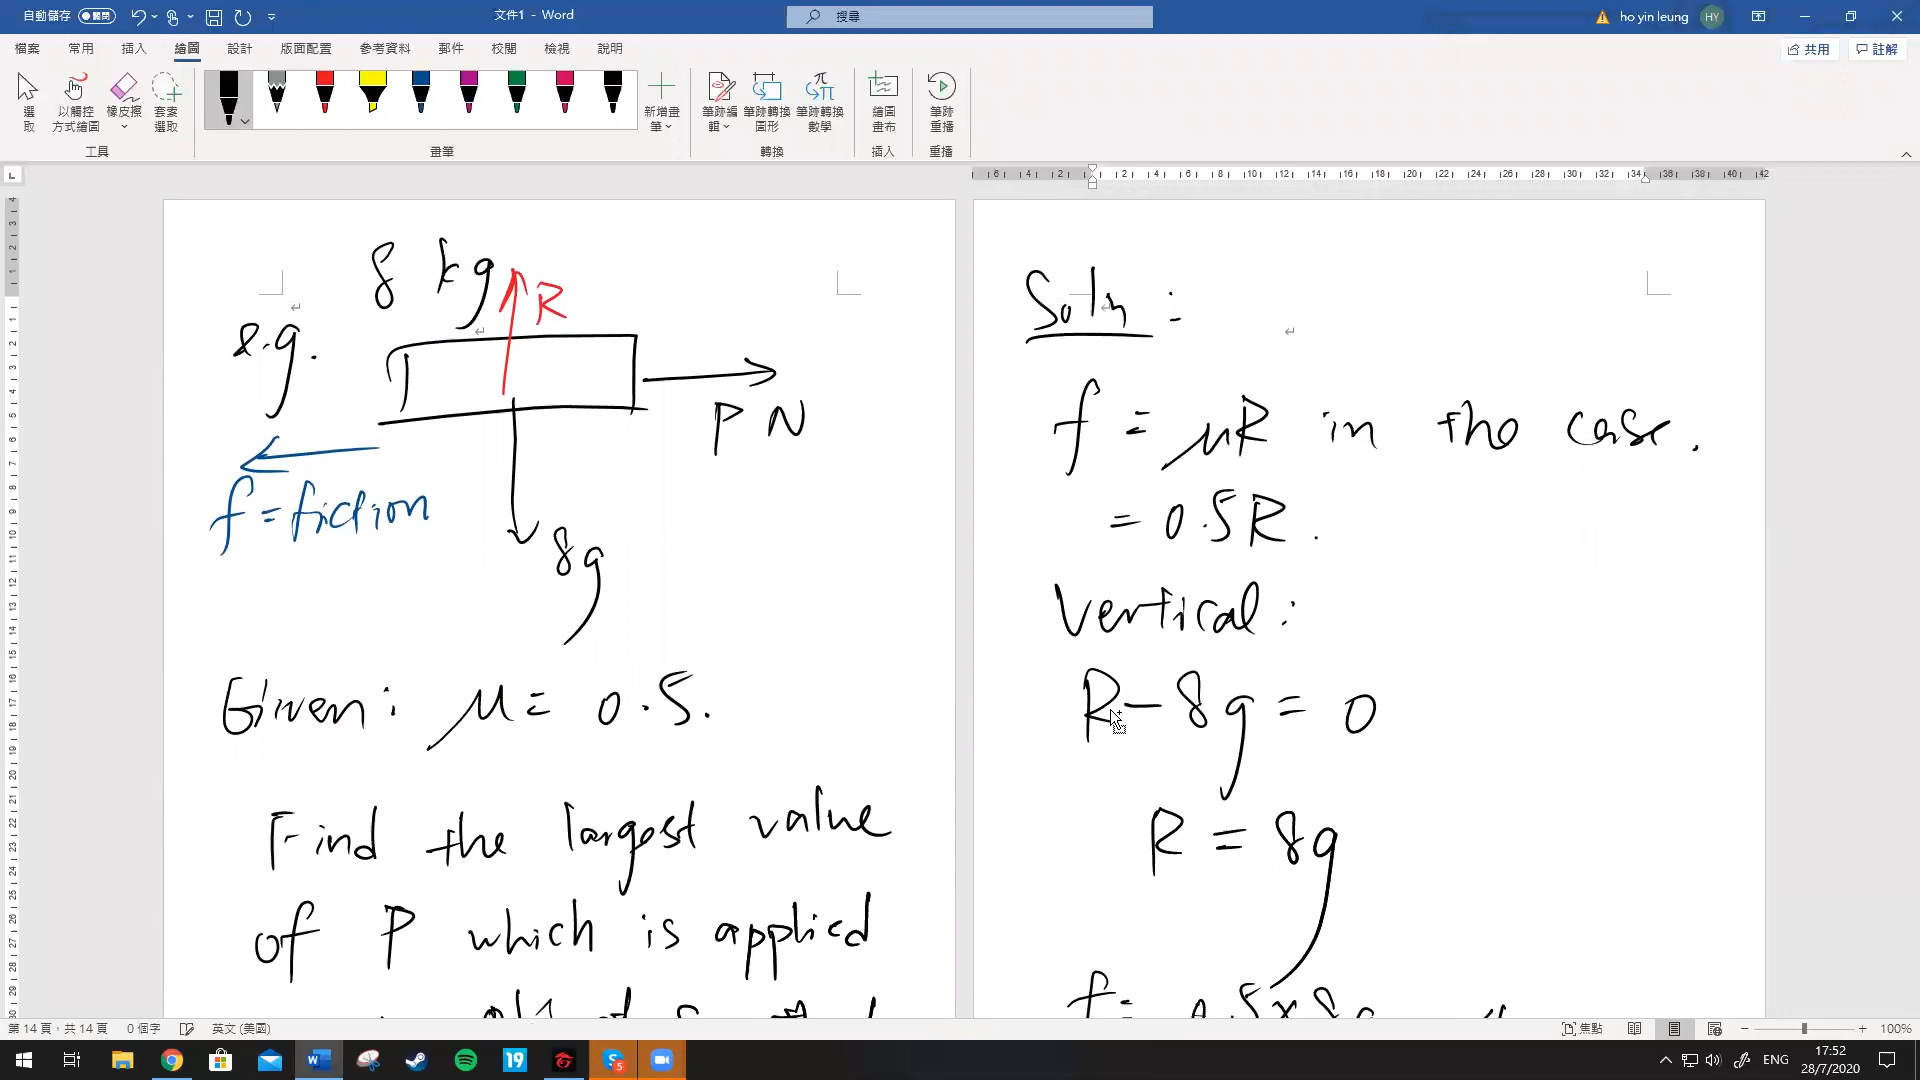 自動儲存 關閉
文件1 - Word
搜尋
ho yin leung HY
檔案 常用 插入 繪圖 設計 版面配置 參考資料 郵件 校閱 檢視 說明
共用 註解
選取
以觸控方式繪圖
橡皮擦
套索選取
新增畫筆
筆跡編輯
筆跡轉換圖形
筆跡轉換數學
繪圖畫布
筆跡重播
工具 畫筆 轉換 插入 重播
8 kg
R
e.g.
P N
f = fiction
8g
Given: μ = 0.5.
Find the largest value
of P which is applied
Soln :
f = μR in the case.
= 0.5R.
Vertical:
R - 8g = 0
R = 8g
第 14 頁，共 14 頁 0 個字 英文 (美國)
焦點 100%
19
5
ENG
17:52
28/7/2020